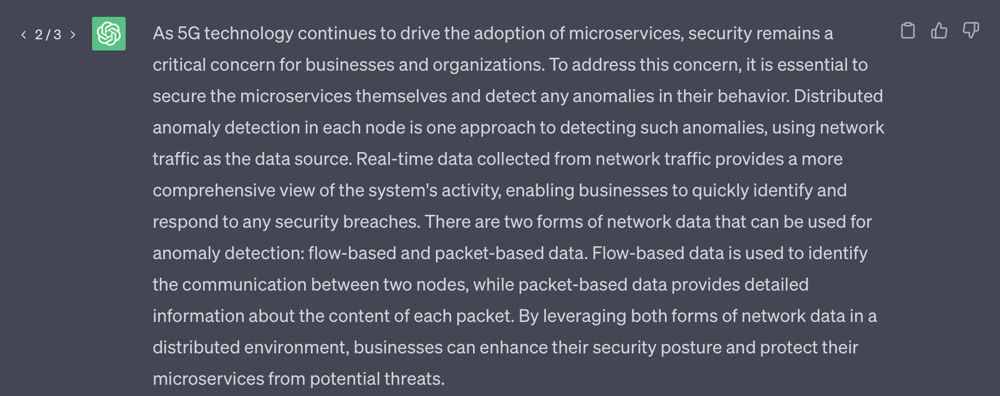 < 2 / 3 >
As 5G technology continues to drive the adoption of microservices, security remains a
critical concern for businesses and organizations. To address this concern, it is essential to
secure the microservices themselves and detect any anomalies in their behavior. Distributed
anomaly detection in each node is one approach to detecting such anomalies, using network
traffic as the data source. Real-time data collected from network traffic provides a more
comprehensive view of the system's activity, enabling businesses to quickly identify and
respond to any security breaches. There are two forms of network data that can be used for
anomaly detection: flow-based and packet-based data. Flow-based data is used to identify
the communication between two nodes, while packet-based data provides detailed
information about the content of each packet. By leveraging both forms of network data in a
distributed environment, businesses can enhance their security posture and protect their
microservices from potential threats.